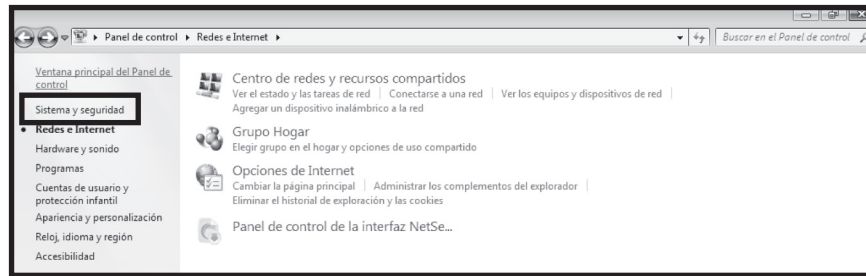 Panel de control Redes e Internet
Buscar en el Panel de control
Ventana principal del Panel de
control
Sistema y seguridad
Redes e Internet
Hardware y sonido
Programas
Cuentas de usuario y
protección infantil
Apariencia y personalización
Reloj, idioma y región
Accesibilidad
Centro de redes y recursos compartidos
Ver el estado y las tareas de red | Conectarse a una red | Ver los equipos y dispositivos de red |
Agregar un dispositivo inalámbrico a la red
Grupo Hogar
Elegir grupo en el hogar y opciones de uso compartido
Opciones de Internet
Cambiar la página principal | Administrar los complementos del explorador |
Eliminar el historial de exploración y las cookies
Panel de control de la interfaz NetSe...